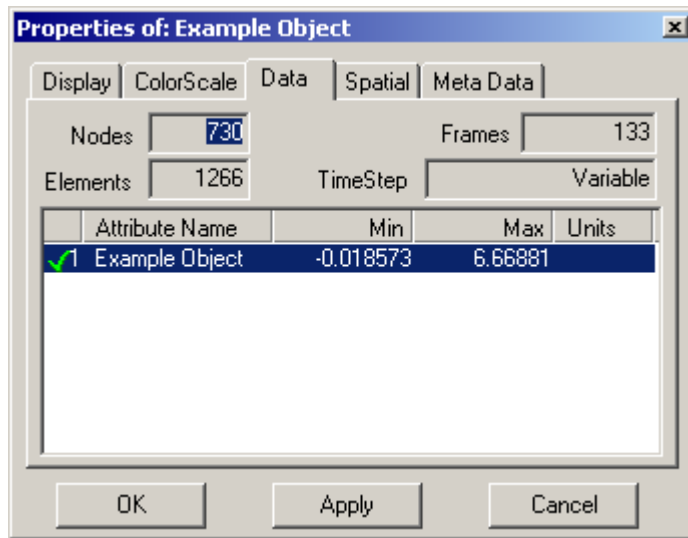 Properties of: Example Object
Display ColorScale Data Spatial Meta Data
Nodes 730 Frames 133
Elements 1266 TimeStep Variable
Attribute Name Min Max Units
1 Example Object -0.018573 6.66881
OK Apply Cancel